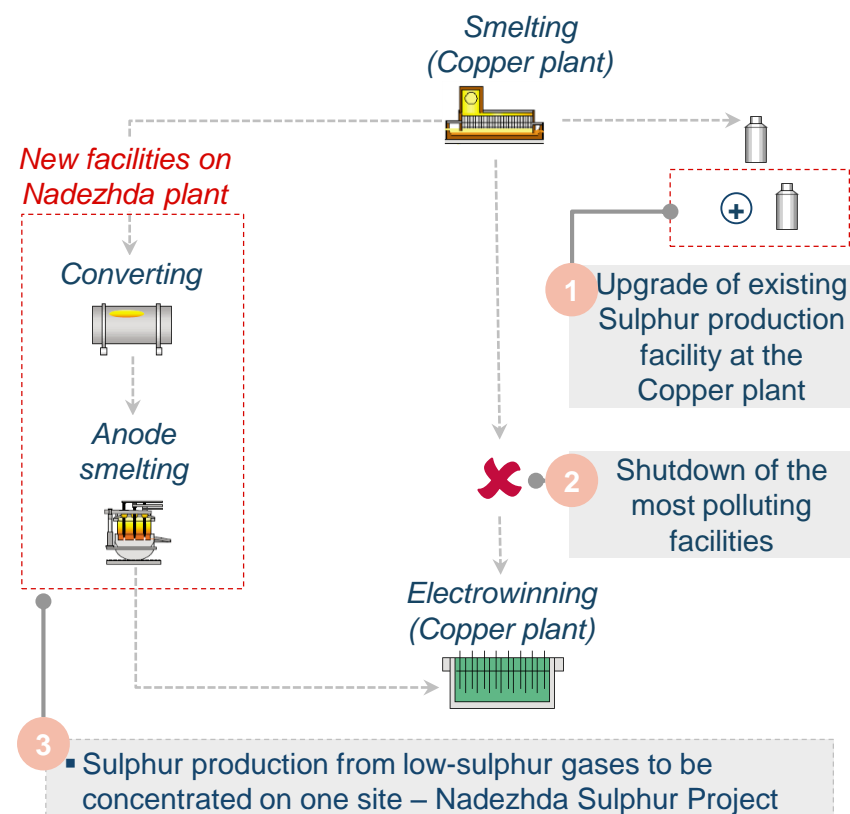 Smelting
(Copper plant)
New facilities on
Nadezhda plant
+
Converting
1
Upgrade of existing
Sulphur production
facility at the
Copper plant
Anode
smelting
2
Shutdown of the
most polluting
facilities
Electrowinning
(Copper plant)
3
▪ Sulphur production from low-sulphur gases to be
concentrated on one site – Nadezhda Sulphur Project